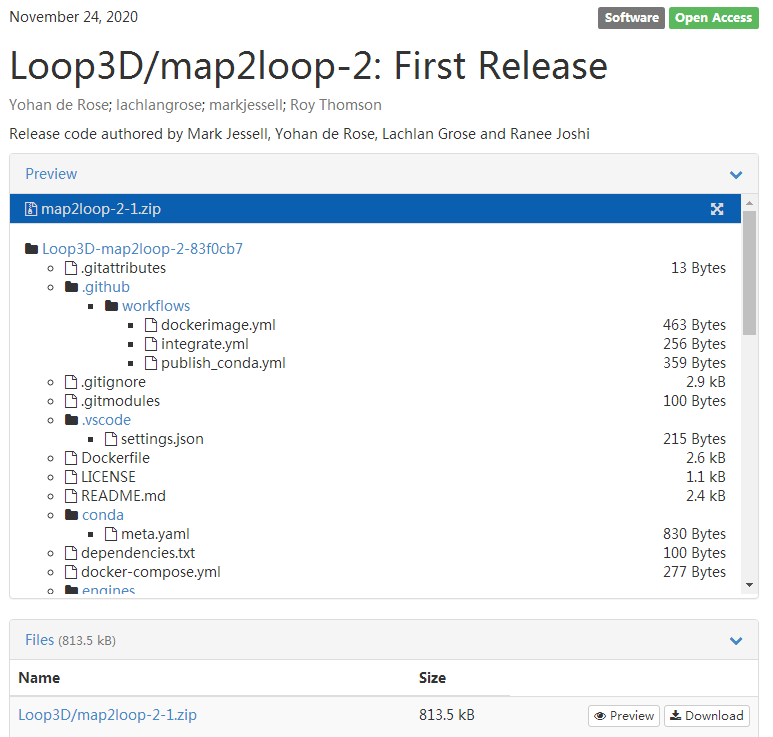 November 24, 2020 Software Open Access
Loop3D/map2loop-2: First Release
Yohan de Rose; lachlangrose; markjessell; Roy Thomson
Release code authored by Mark Jessell, Yohan de Rose, Lachlan Grose and Ranee Joshi
Preview
map2loop-2-1.zip
Loop3D-map2loop-2-83f0cb7
.gitattributes 13 Bytes
.github
workflows
dockerimage.yml 463 Bytes
integrate.yml 256 Bytes
publish_conda.yml 359 Bytes
.gitignore 2.9 kB
.gitmodules 100 Bytes
.vscode
settings.json 215 Bytes
Dockerfile 2.6 kB
LICENSE 1.1 kB
README.md 2.4 kB
conda
meta.yaml 830 Bytes
dependencies.txt 100 Bytes
docker-compose.yml 277 Bytes
engines
Files (813.5 kB)
Name Size
Loop3D/map2loop-2-1.zip 813.5 kB Preview Download